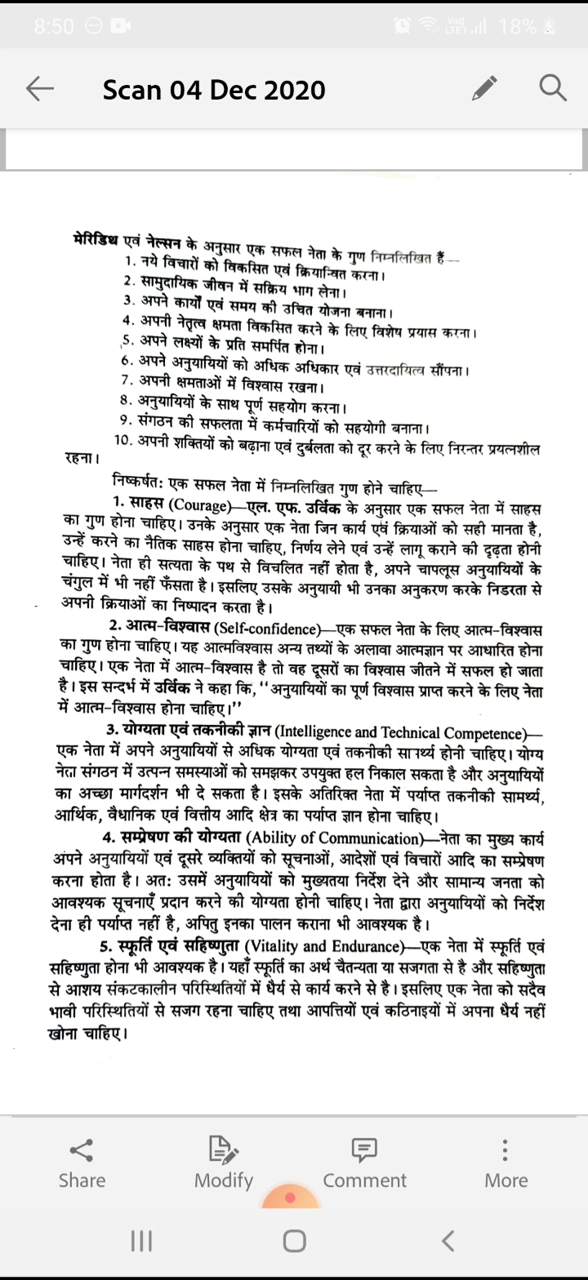 8:50
VoD LTE1 18%
Scan 04 Dec 2020
मेरिडिथ एवं नेल्सन के अनुसार एक सफल नेता के गुण निम्नलिखित हैं—
1. नये विचारों को विकसित एवं क्रियान्वित करना।
2. सामुदायिक जीवन में सक्रिय भाग लेना।
3. अपने कार्यों एवं समय की उचित योजना बनाना।
4. अपनी नेतृत्व क्षमता विकसित करने के लिए विशेष प्रयास करना।
5. अपने लक्ष्यों के प्रति समर्पित होना।
6. अपने अनुयायियों को अधिक अधिकार एवं उत्तरदायित्व सौंपना।
7. अपनी क्षमताओं में विश्वास रखना।
8. अनुयायियों के साथ पूर्ण सहयोग करना।
9. संगठन की सफलता में कर्मचारियों को सहयोगी बनाना।
10. अपनी शक्तियों को बढ़ाना एवं दुर्बलता को दूर करने के लिए निरन्तर प्रयत्नशील
रहना।
निष्कर्षत: एक सफल नेता में निम्नलिखित गुण होने चाहिए—
1. साहस (Courage)—एल. एफ. उर्विक के अनुसार एक सफल नेता में साहस
का गुण होना चाहिए। उनके अनुसार एक नेता जिन कार्य एवं क्रियाओं को सही मानता है,
उन्हें करने का नैतिक साहस होना चाहिए, निर्णय लेने एवं उन्हें लागू कराने की दृढ़ता होनी
चाहिए। नेता ही सत्यता के पथ से विचलित नहीं होता है, अपने चापलूस अनुयायियों के
चंगुल में भी नहीं फँसता है। इसलिए उसके अनुयायी भी उनका अनुकरण करके निडरता से
अपनी क्रियाओं का निष्पादन करता है।
2. आत्म-विश्वास (Self-confidence)—एक सफल नेता के लिए आत्म-विश्वास
का गुण होना चाहिए। यह आत्मविश्वास अन्य तथ्यों के अलावा आत्मज्ञान पर आधारित होना
चाहिए। एक नेता में आत्म-विश्वास है तो वह दूसरों का विश्वास जीतने में सफल हो जाता
है। इस सन्दर्भ में उर्विक ने कहा कि, "अनुयायियों का पूर्ण विश्वास प्राप्त करने के लिए नेता
में आत्म-विश्वास होना चाहिए।"
3. योग्यता एवं तकनीकी ज्ञान (Intelligence and Technical Competence)—
एक नेता में अपने अनुयायियों से अधिक योग्यता एवं तकनीकी सामर्थ्य होनी चाहिए। योग्य
नेता संगठन में उत्पन्न समस्याओं को समझकर उपयुक्त हल निकाल सकता है और अनुयायियों
का अच्छा मार्गदर्शन भी दे सकता है। इसके अतिरिक्त नेता में पर्याप्त तकनीकी सामर्थ्य,
आर्थिक, वैधानिक एवं वित्तीय आदि क्षेत्र का पर्याप्त ज्ञान होना चाहिए।
4. सम्प्रेषण की योग्यता (Ability of Communication)—नेता का मुख्य कार्य
अपने अनुयायियों एवं दूसरे व्यक्तियों को सूचनाओं, आदेशों एवं विचारों आदि का सम्प्रेषण
करना होता है। अत: उसमें अनुयायियों को मुख्यतया निर्देश देने और सामान्य जनता को
आवश्यक सूचनाएँ प्रदान करने की योग्यता होनी चाहिए। नेता द्वारा अनुयायियों को निर्देश
देना ही पर्याप्त नहीं है, अपितु इनका पालन कराना भी आवश्यक है।
5. स्फूर्ति एवं सहिष्णुता (Vitality and Endurance)—एक नेता में स्फूर्ति एवं
सहिष्णुता होना भी आवश्यक है। यहाँ स्फूर्ति का अर्थ चैतन्यता या सजगता से है और सहिष्णुता
से आशय संकटकालीन परिस्थितियों में धैर्य से कार्य करने से है। इसलिए एक नेता को सदैव
भावी परिस्थितियों से सजग रहना चाहिए तथा आपत्तियों एवं कठिनाइयों में अपना धैर्य नहीं
खोना चाहिए।
Share Modify Comment More